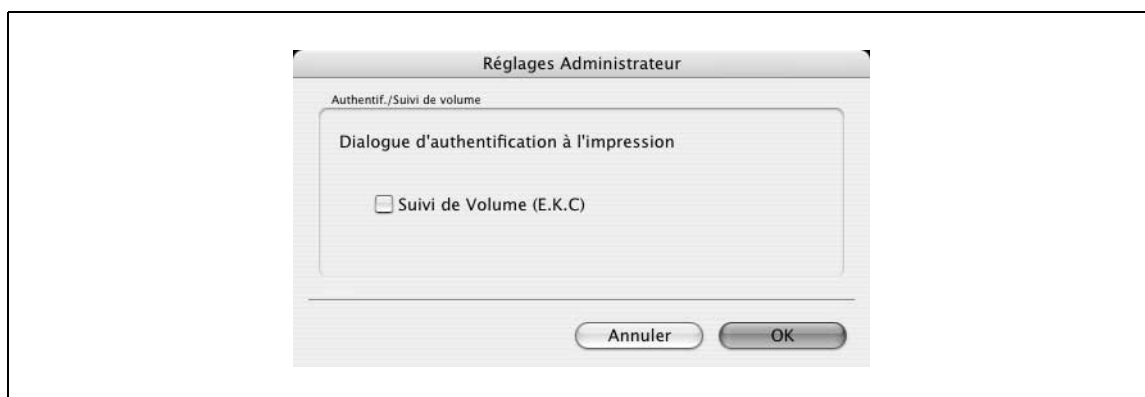 Réglages Administrateur
Authentif./Suivi de volume
Dialogue d'authentification à l'impression
Suivi de Volume (E.K.C)
Annuler OK